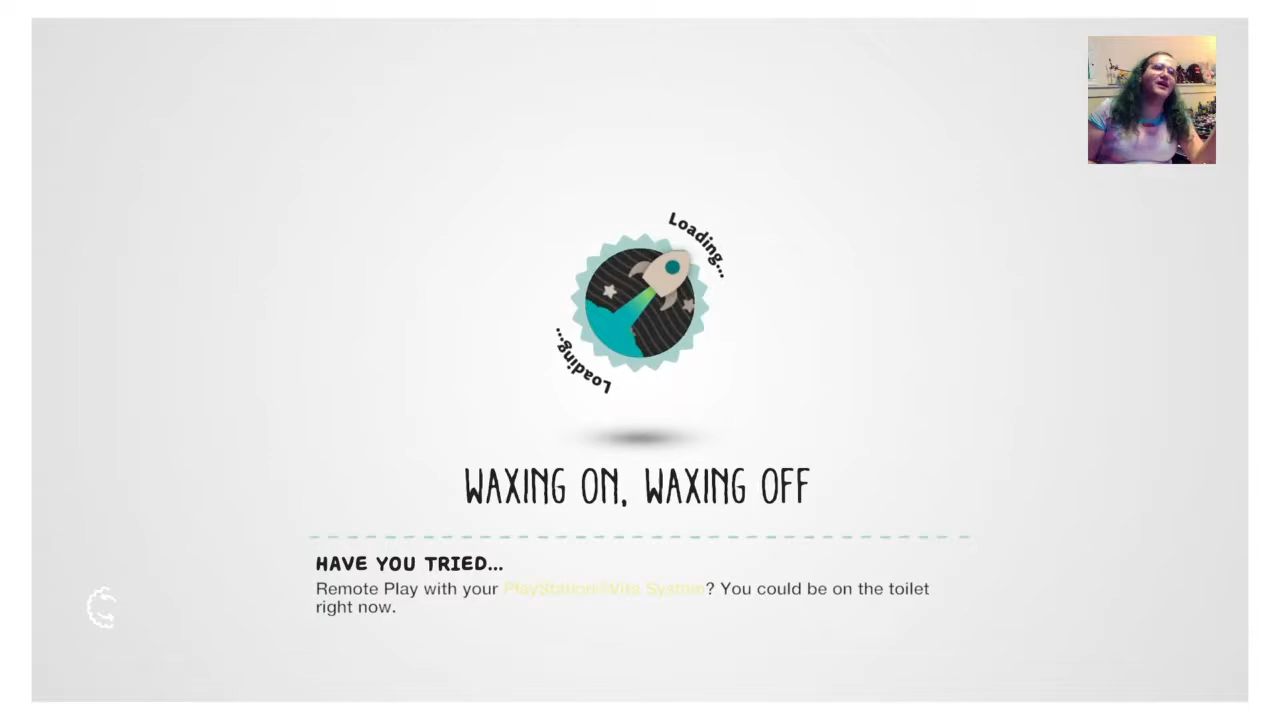 Loading...
Loading...
WAXING ON, WAXING OFF
HAVE YOU TRIED...
Remote Play with your PlayStation®Vita System? You could be on the toilet
right now.